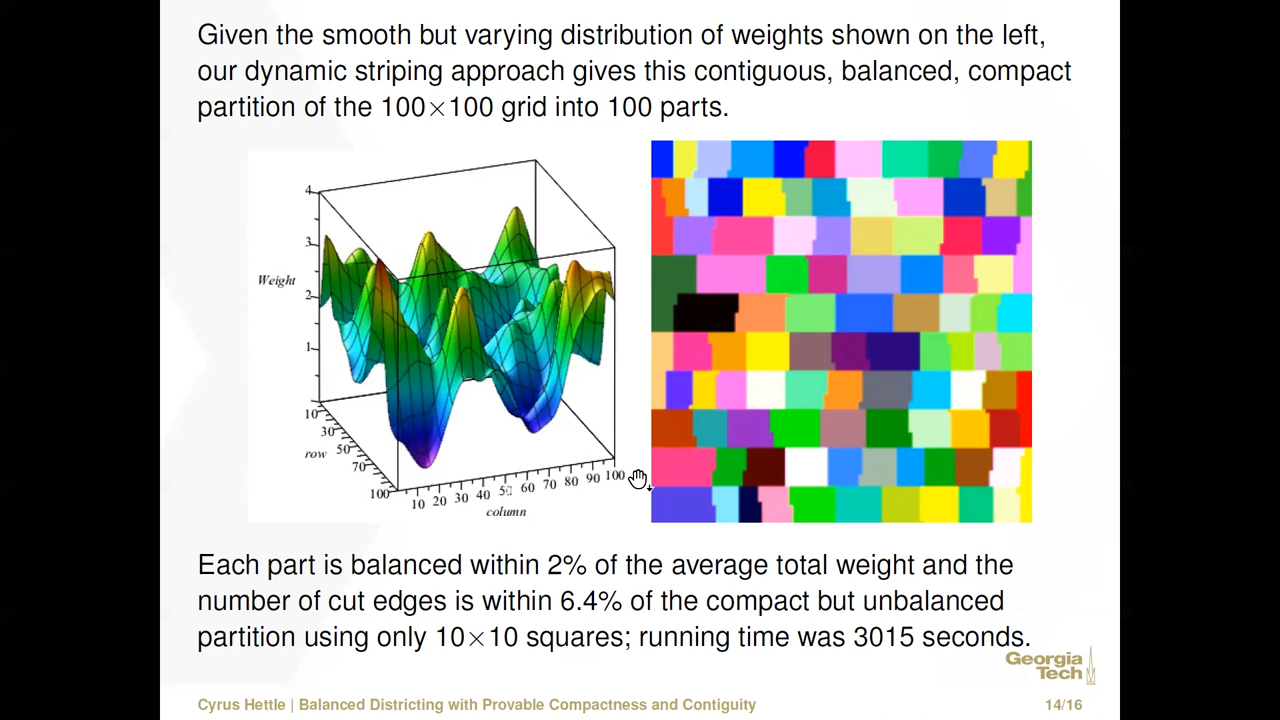 Given the smooth but varying distribution of weights shown on the left,
our dynamic striping approach gives this contiguous, balanced, compact
partition of the 100×100 grid into 100 parts.
4
3
Weight
2
1
10
30
row
50
70
100
10 20 30 40 50 60 70 80 90 100
column
Each part is balanced within 2% of the average total weight and the
number of cut edges is within 6.4% of the compact but unbalanced
partition using only 10×10 squares; running time was 3015 seconds.
Georgia
Tech
Cyrus Hettle | Balanced Districting with Provable Compactness and Contiguity 14/16